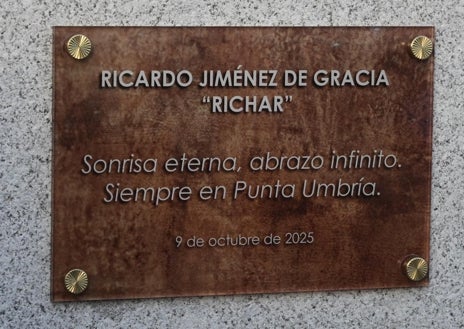 RICARDO JIMÉNEZ DE GRACIA
“RICHAR”
Sonrisa eterna, abrazo infinito.
Siempre en Punta Umbría.
9 de octubre de 2025